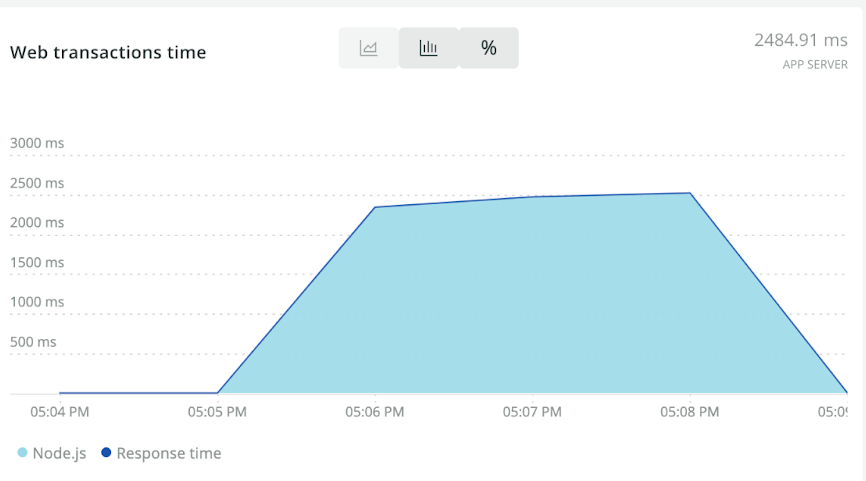 Web transactions time
%
2484.91 ms
APP SERVER
3000 ms
2500 ms
2000 ms
1500 ms
1000 ms
500 ms
05:04 PM 05:05 PM 05:06 PM 05:07 PM 05:08 PM 05:09
Node.js Response time